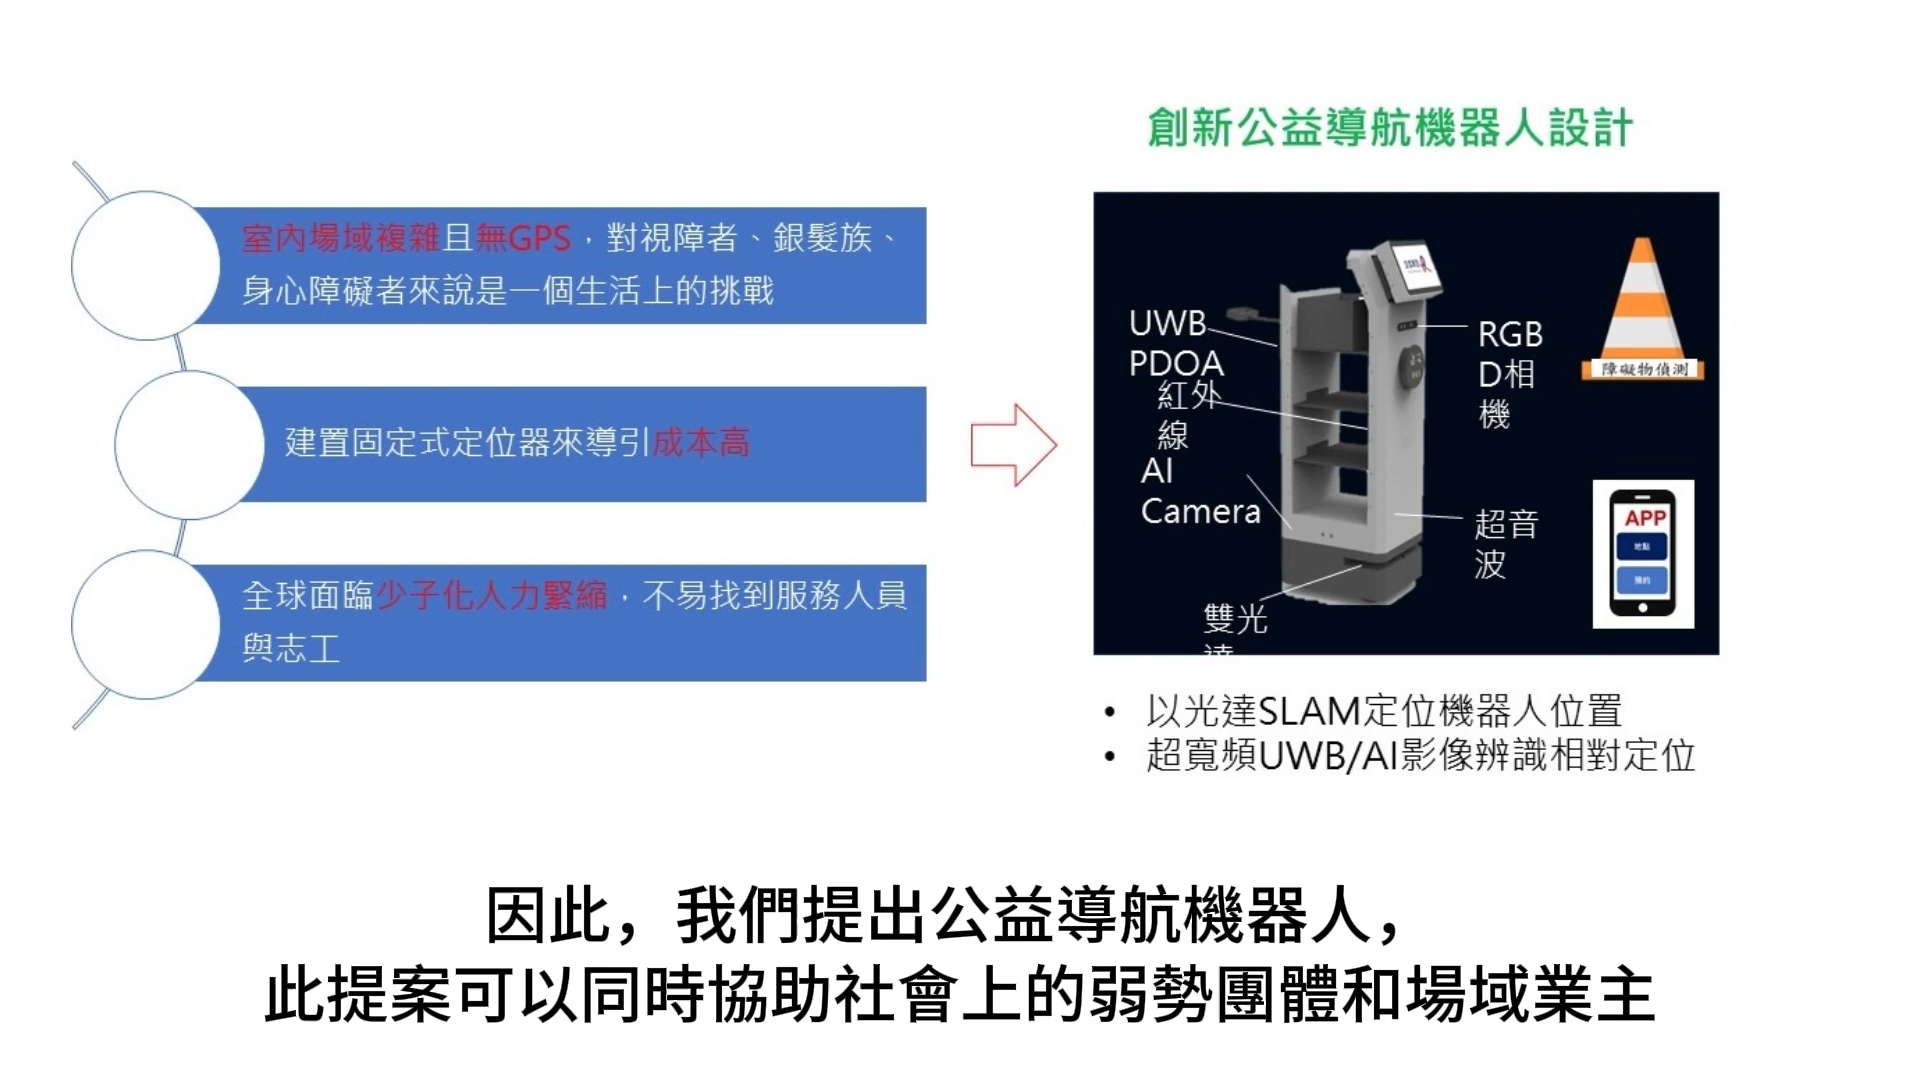 創新公益導航機器人設計
室內場域複雜且無GPS，對視障者、銀髮族、
身心障礙者來說是一個生活上的挑戰
建置固定式定位器來導引成本高
全球面臨少子化人力緊縮，不易找到服務人員
與志工
UWB
PDOA
紅外
線
AI
Camera
雙光
達
RGB
D相
機
超音
波
障礙物偵測
APP
地點
預約
• 以光達SLAM定位機器人位置
• 超寬頻UWB/AI影像辨識相對定位
因此，我們提出公益導航機器人，
此提案可以同時協助社會上的弱勢團體和場域業主